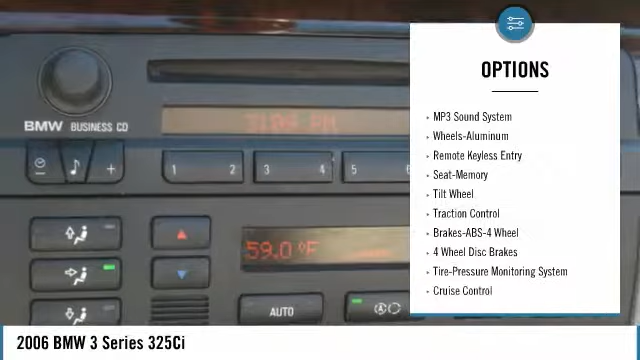 BMW BUSINESS CD
1 2 3 4 5 6
59.0°F
AUTO
OPTIONS
MP3 Sound System
Wheels-Aluminum
Remote Keyless Entry
Seat-Memory
Tilt Wheel
Traction Control
Brakes-ABS-4 Wheel
4 Wheel Disc Brakes
Tire-Pressure Monitoring System
Cruise Control
2006 BMW 3 Series 325Ci